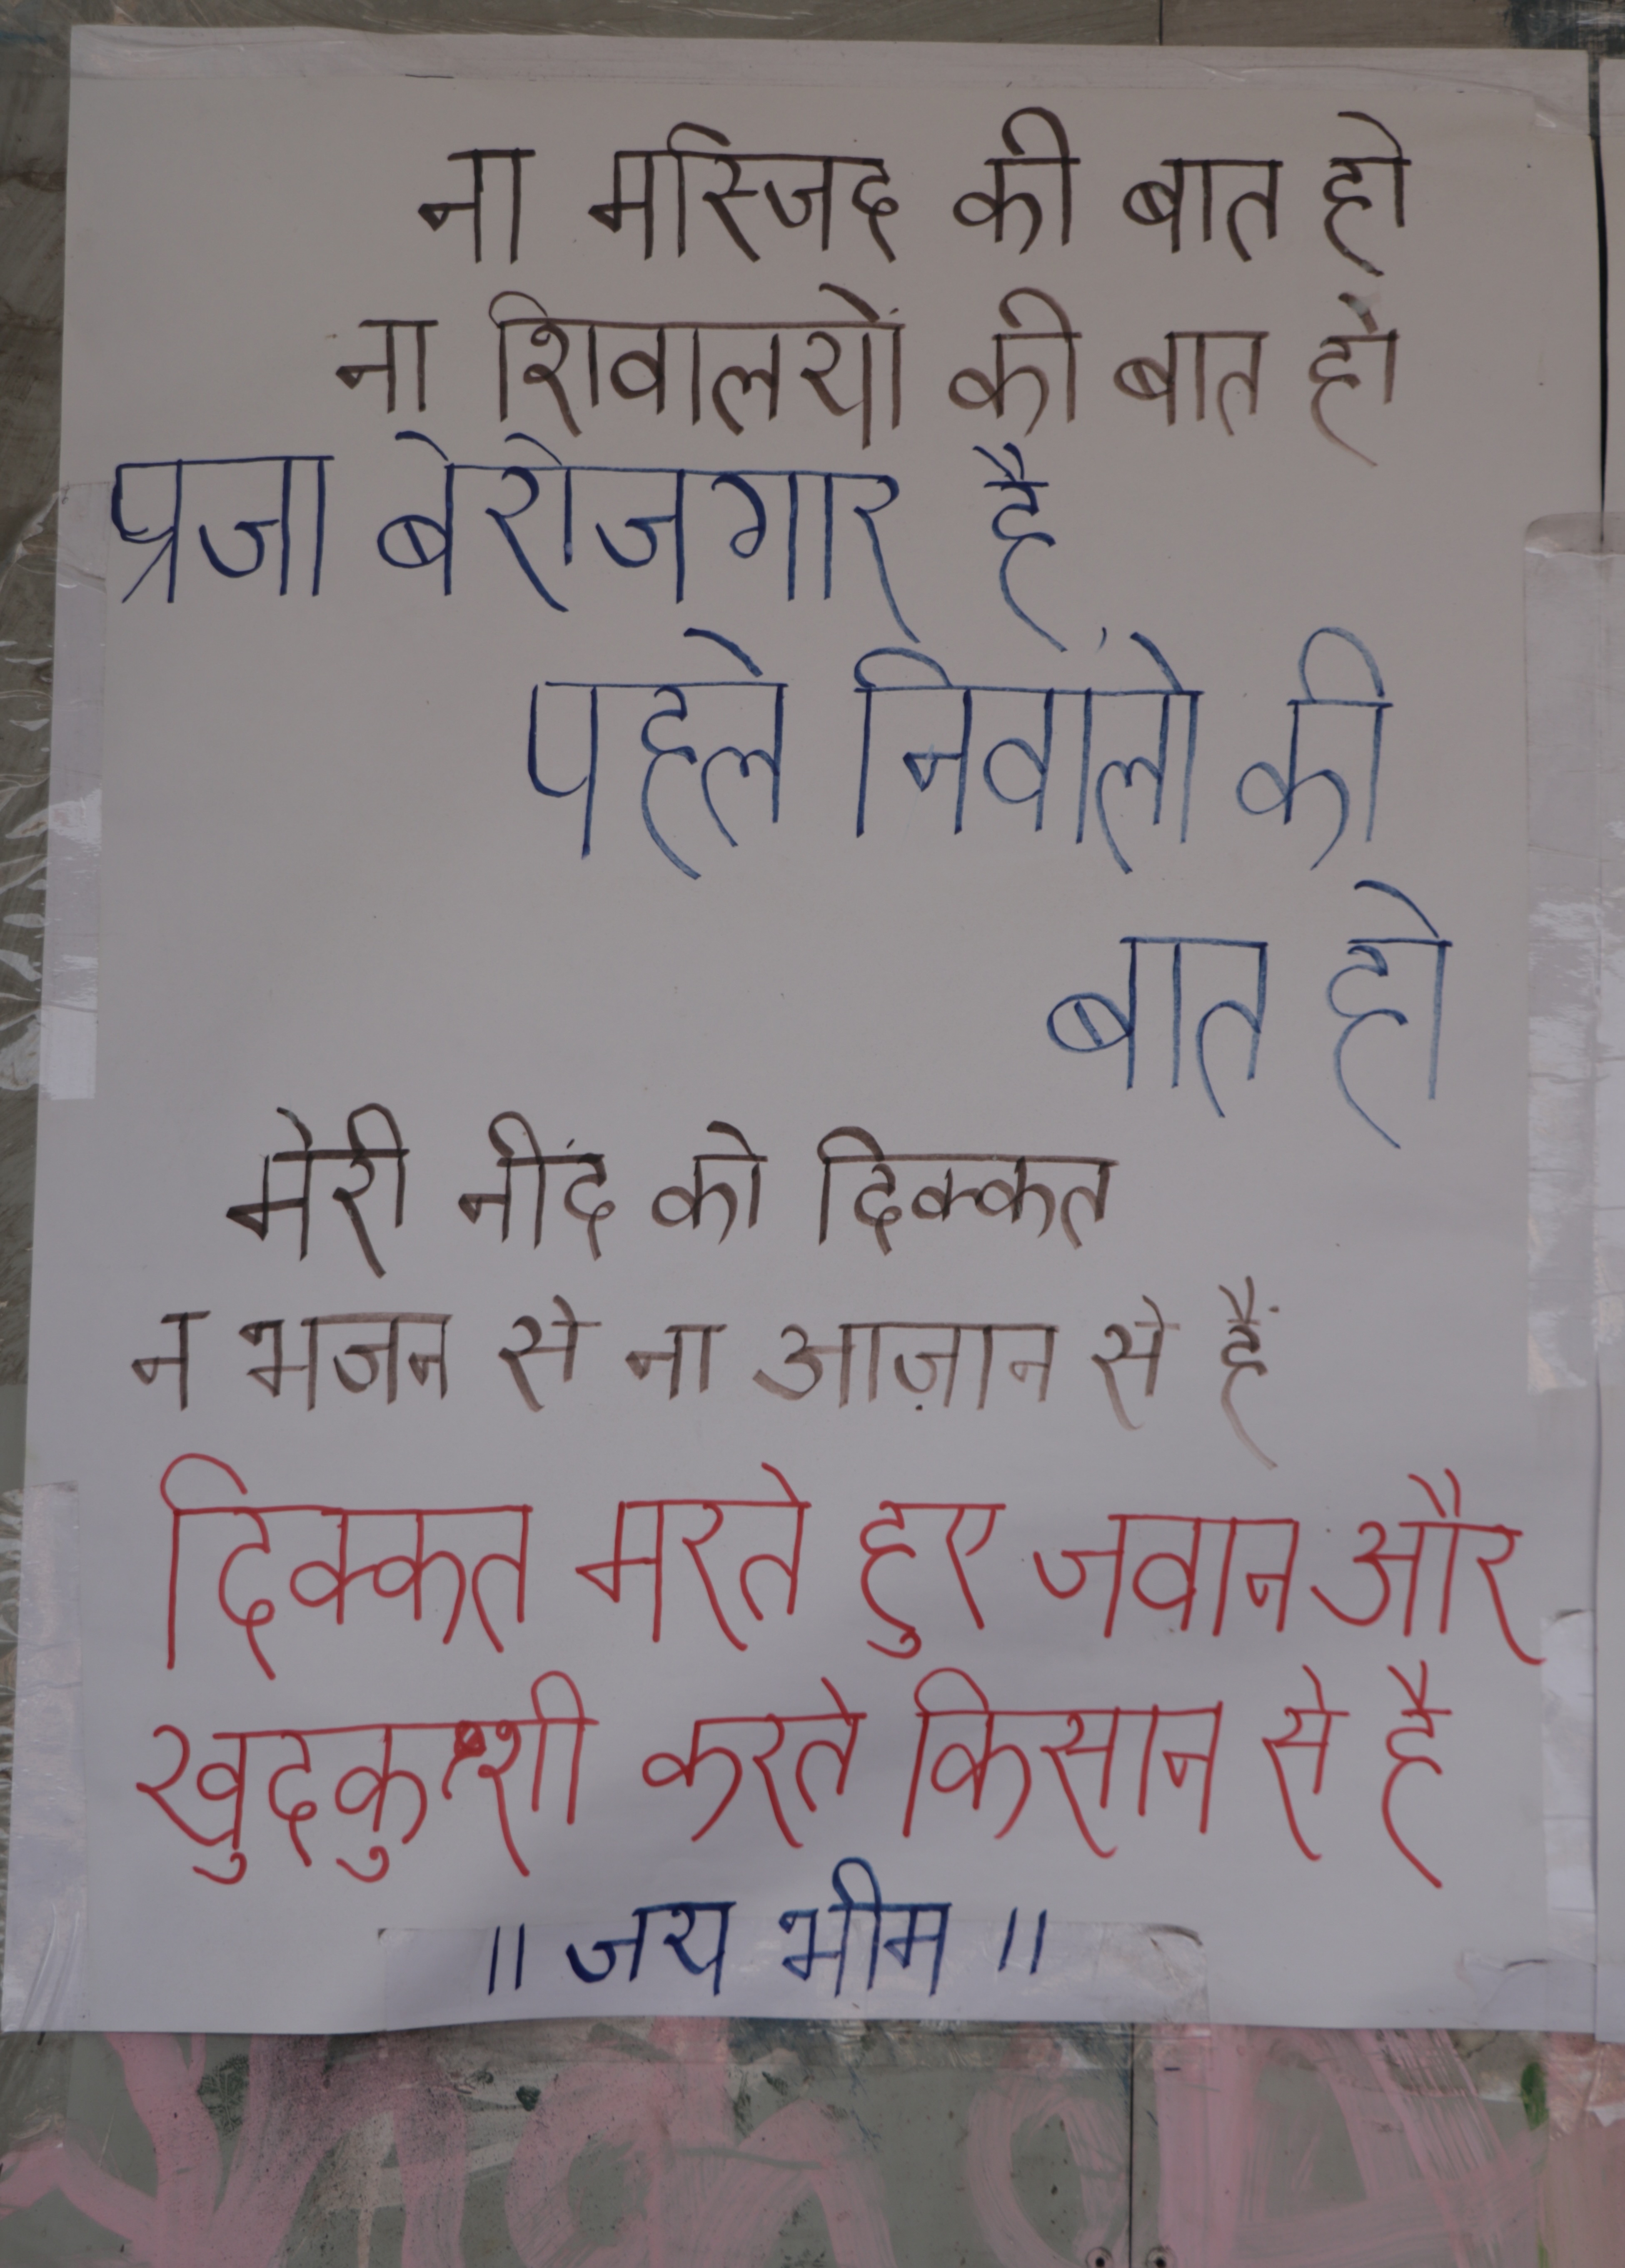 ना मस्जिद की बात हो
ना शिवालयों की बात हो
प्रजा बेरोजगार है
पहले निवालो की
बात हो
मेरी नींद को दिक्कत
न भजन से ना आज़ान से हैं
दिक्कत मरते हुए जवान और
खुदकुशी करते किसान से है
॥ जय भीम ॥